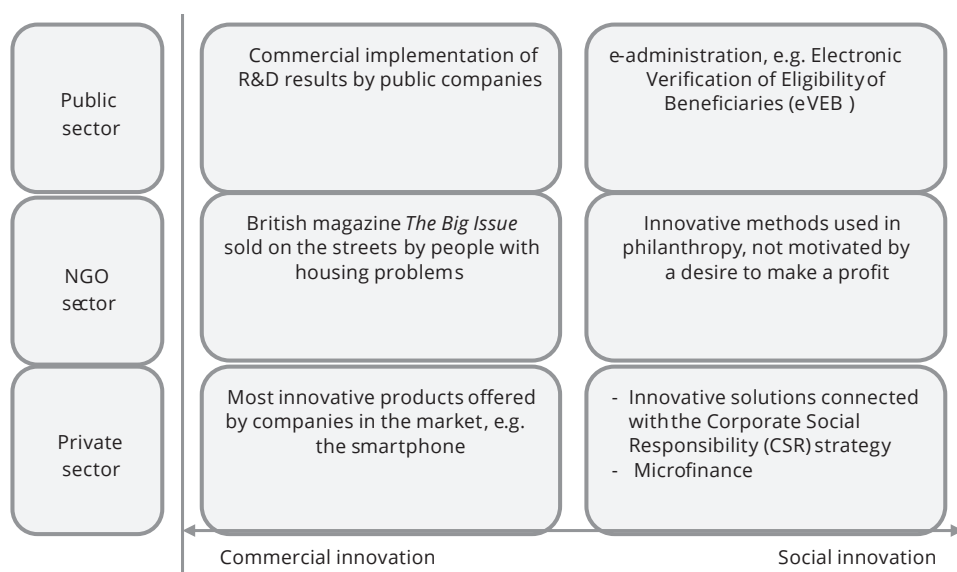 Public
sector
Commercial implementation of
R&D results by public companies
e-administration, e.g. Electronic
Verification of Eligibility of
Beneficiaries (eVEB )
NGO
sector
British magazine The Big Issue
sold on the streets by people with
housing problems
Innovative methods used in
philanthropy, not motivated by
a desire to make a profit
Private
sector
Most innovative products offered
by companies in the market, e.g.
the smartphone
- Innovative solutions connected
with the Corporate Social
Responsibility (CSR) strategy
- Microfinance
Commercial innovation
Social innovation